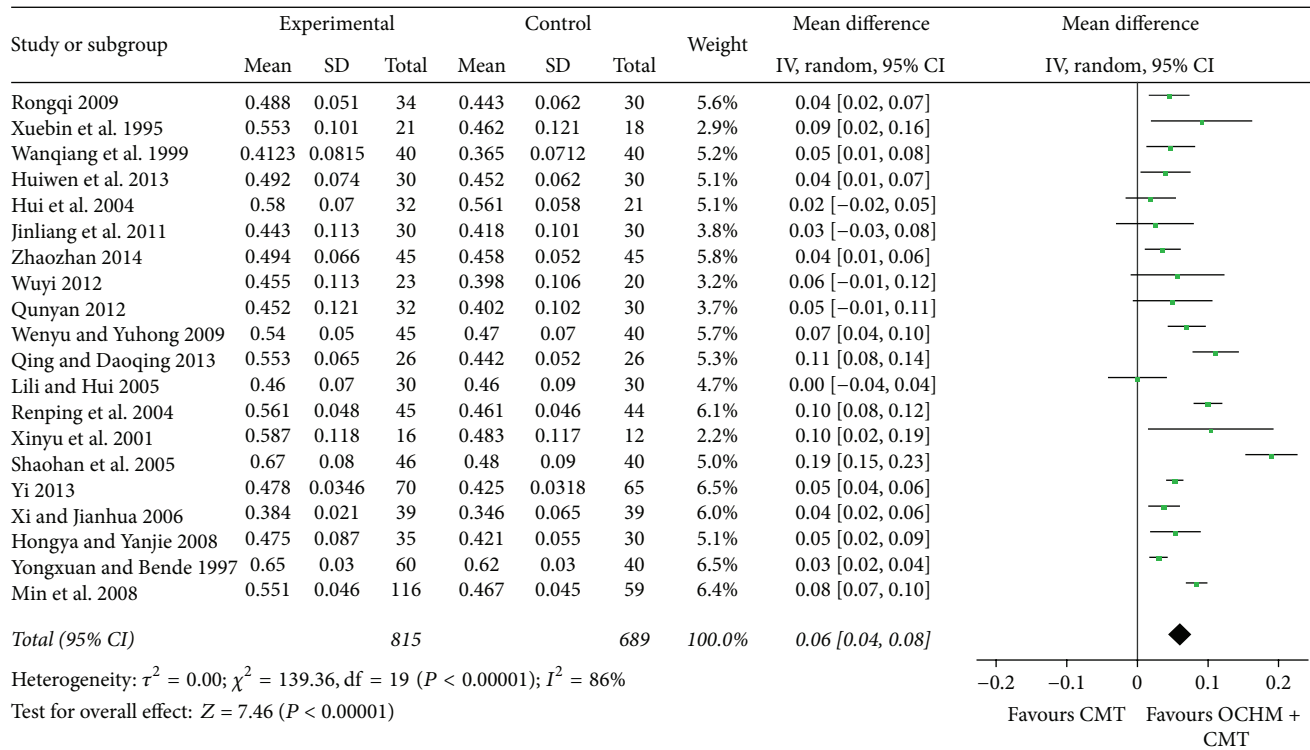 Study or subgroup Experimental Control Weight Mean difference Mean difference
Mean SD Total Mean SD Total IV, random, 95% CI IV, random, 95% CI
Rongqi 2009 0.488 0.051 34 0.443 0.062 30 5.6% 0.04 [0.02, 0.07]
Xuebin et al. 1995 0.553 0.101 21 0.462 0.121 18 2.9% 0.09 [0.02, 0.16]
Wanqiang et al. 1999 0.4123 0.0815 40 0.365 0.0712 40 5.2% 0.05 [0.01, 0.08]
Huiwen et al. 2013 0.492 0.074 30 0.452 0.062 30 5.1% 0.04 [0.01, 0.07]
Hui et al. 2004 0.58 0.07 32 0.561 0.058 21 5.1% 0.02 [−0.02, 0.05]
Jinliang et al. 2011 0.443 0.113 30 0.418 0.101 30 3.8% 0.03 [−0.03, 0.08]
Zhaozhan 2014 0.494 0.066 45 0.458 0.052 45 5.8% 0.04 [0.01, 0.06]
Wuyi 2012 0.455 0.113 23 0.398 0.106 20 3.2% 0.06 [−0.01, 0.12]
Qunyan 2012 0.452 0.121 32 0.402 0.102 30 3.7% 0.05 [−0.01, 0.11]
Wenyu and Yuhong 2009 0.54 0.05 45 0.47 0.07 40 5.7% 0.07 [0.04, 0.10]
Qing and Daoqing 2013 0.553 0.065 26 0.442 0.052 26 5.3% 0.11 [0.08, 0.14]
Lili and Hui 2005 0.46 0.07 30 0.46 0.09 30 4.7% 0.00 [−0.04, 0.04]
Renping et al. 2004 0.561 0.048 45 0.461 0.046 44 6.1% 0.10 [0.08, 0.12]
Xinyu et al. 2001 0.587 0.118 16 0.483 0.117 12 2.2% 0.10 [0.02, 0.19]
Shaohan et al. 2005 0.67 0.08 46 0.48 0.09 40 5.0% 0.19 [0.15, 0.23]
Yi 2013 0.478 0.0346 70 0.425 0.0318 65 6.5% 0.05 [0.04, 0.06]
Xi and Jianhua 2006 0.384 0.021 39 0.346 0.065 39 6.0% 0.04 [0.02, 0.06]
Hongya and Yanjie 2008 0.475 0.087 35 0.421 0.055 30 5.1% 0.05 [0.02, 0.09]
Yongxuan and Bende 1997 0.65 0.03 60 0.62 0.03 40 6.5% 0.03 [0.02, 0.04]
Min et al. 2008 0.551 0.046 116 0.467 0.045 59 6.4% 0.08 [0.07, 0.10]
Total (95% CI) 815 689 100.0% 0.06 [0.04, 0.08]
Heterogeneity: τ² = 0.00; χ² = 139.36, df = 19 (P < 0.00001); I² = 86%
Test for overall effect: Z = 7.46 (P < 0.00001)
−0.2 −0.1 0 0.1 0.2
Favours CMT Favours OCHM +
CMT